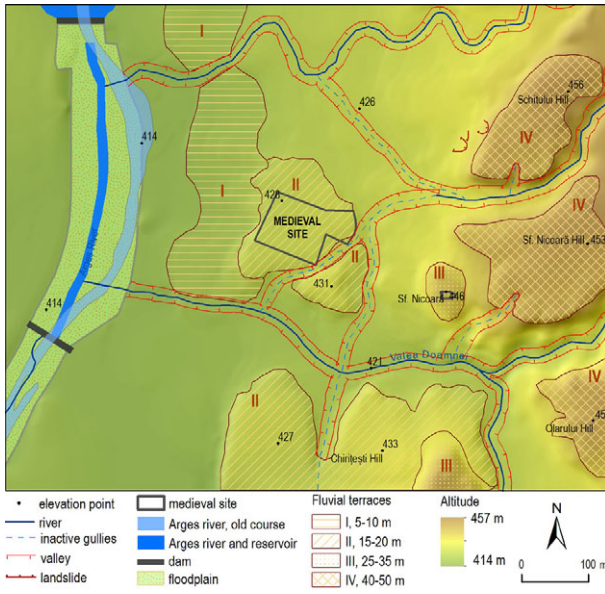 I
456
426
Schitului Hill
IV
414
I
II
428
MEDIEVAL
SITE
IV
453
Sf. Nicoară Hill
II
431
III
Sf. Nicoară
446
414
Valea Doamnei
421
IV
II
427
433
Chiriţeşti Hill
Olarului Hill
III
elevation point
river
inactive gullies
valley
landslide
medieval site
Arges river, old course
Arges river and reservoir
dam
floodplain
Fluvial terraces
I, 5-10 m
II, 15-20 m
III, 25-35 m
IV, 40-50 m
Altitude
457 m
414 m
N
0 100 m